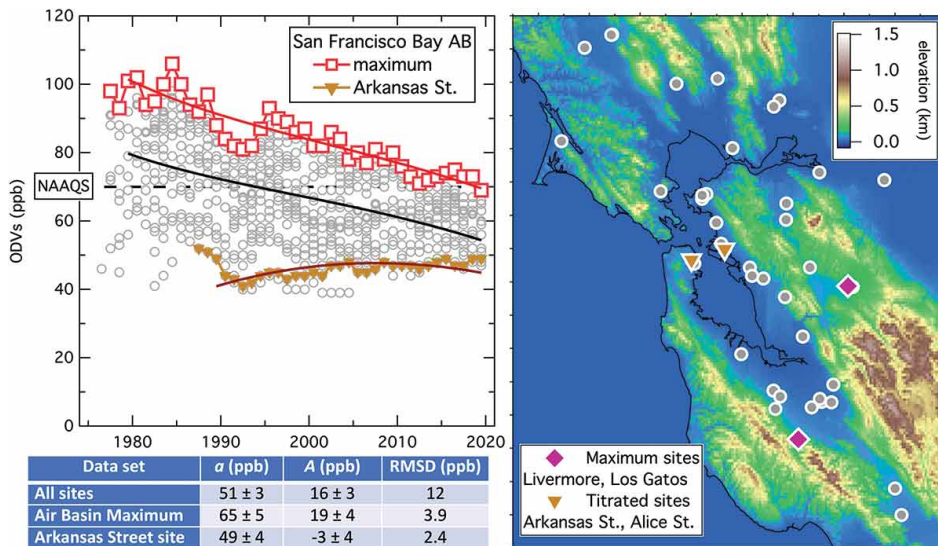 San Francisco Bay AB
maximum
Arkansas St.
120
100
80
60
40
20
0
NAAQS
ODVs (ppb)
1980
1990
2000
2010
2020
Data set a (ppb) A (ppb) RMSD (ppb)
All sites 51 ± 3 16 ± 3 12
Air Basin Maximum 65 ± 5 19 ± 4 3.9
Arkansas Street site 49 ± 4 -3 ± 4 2.4
1.5
1.0
0.5
0.0
elevation (km)
Maximum sites
Livermore, Los Gatos
Titrated sites
Arkansas St., Alice St.